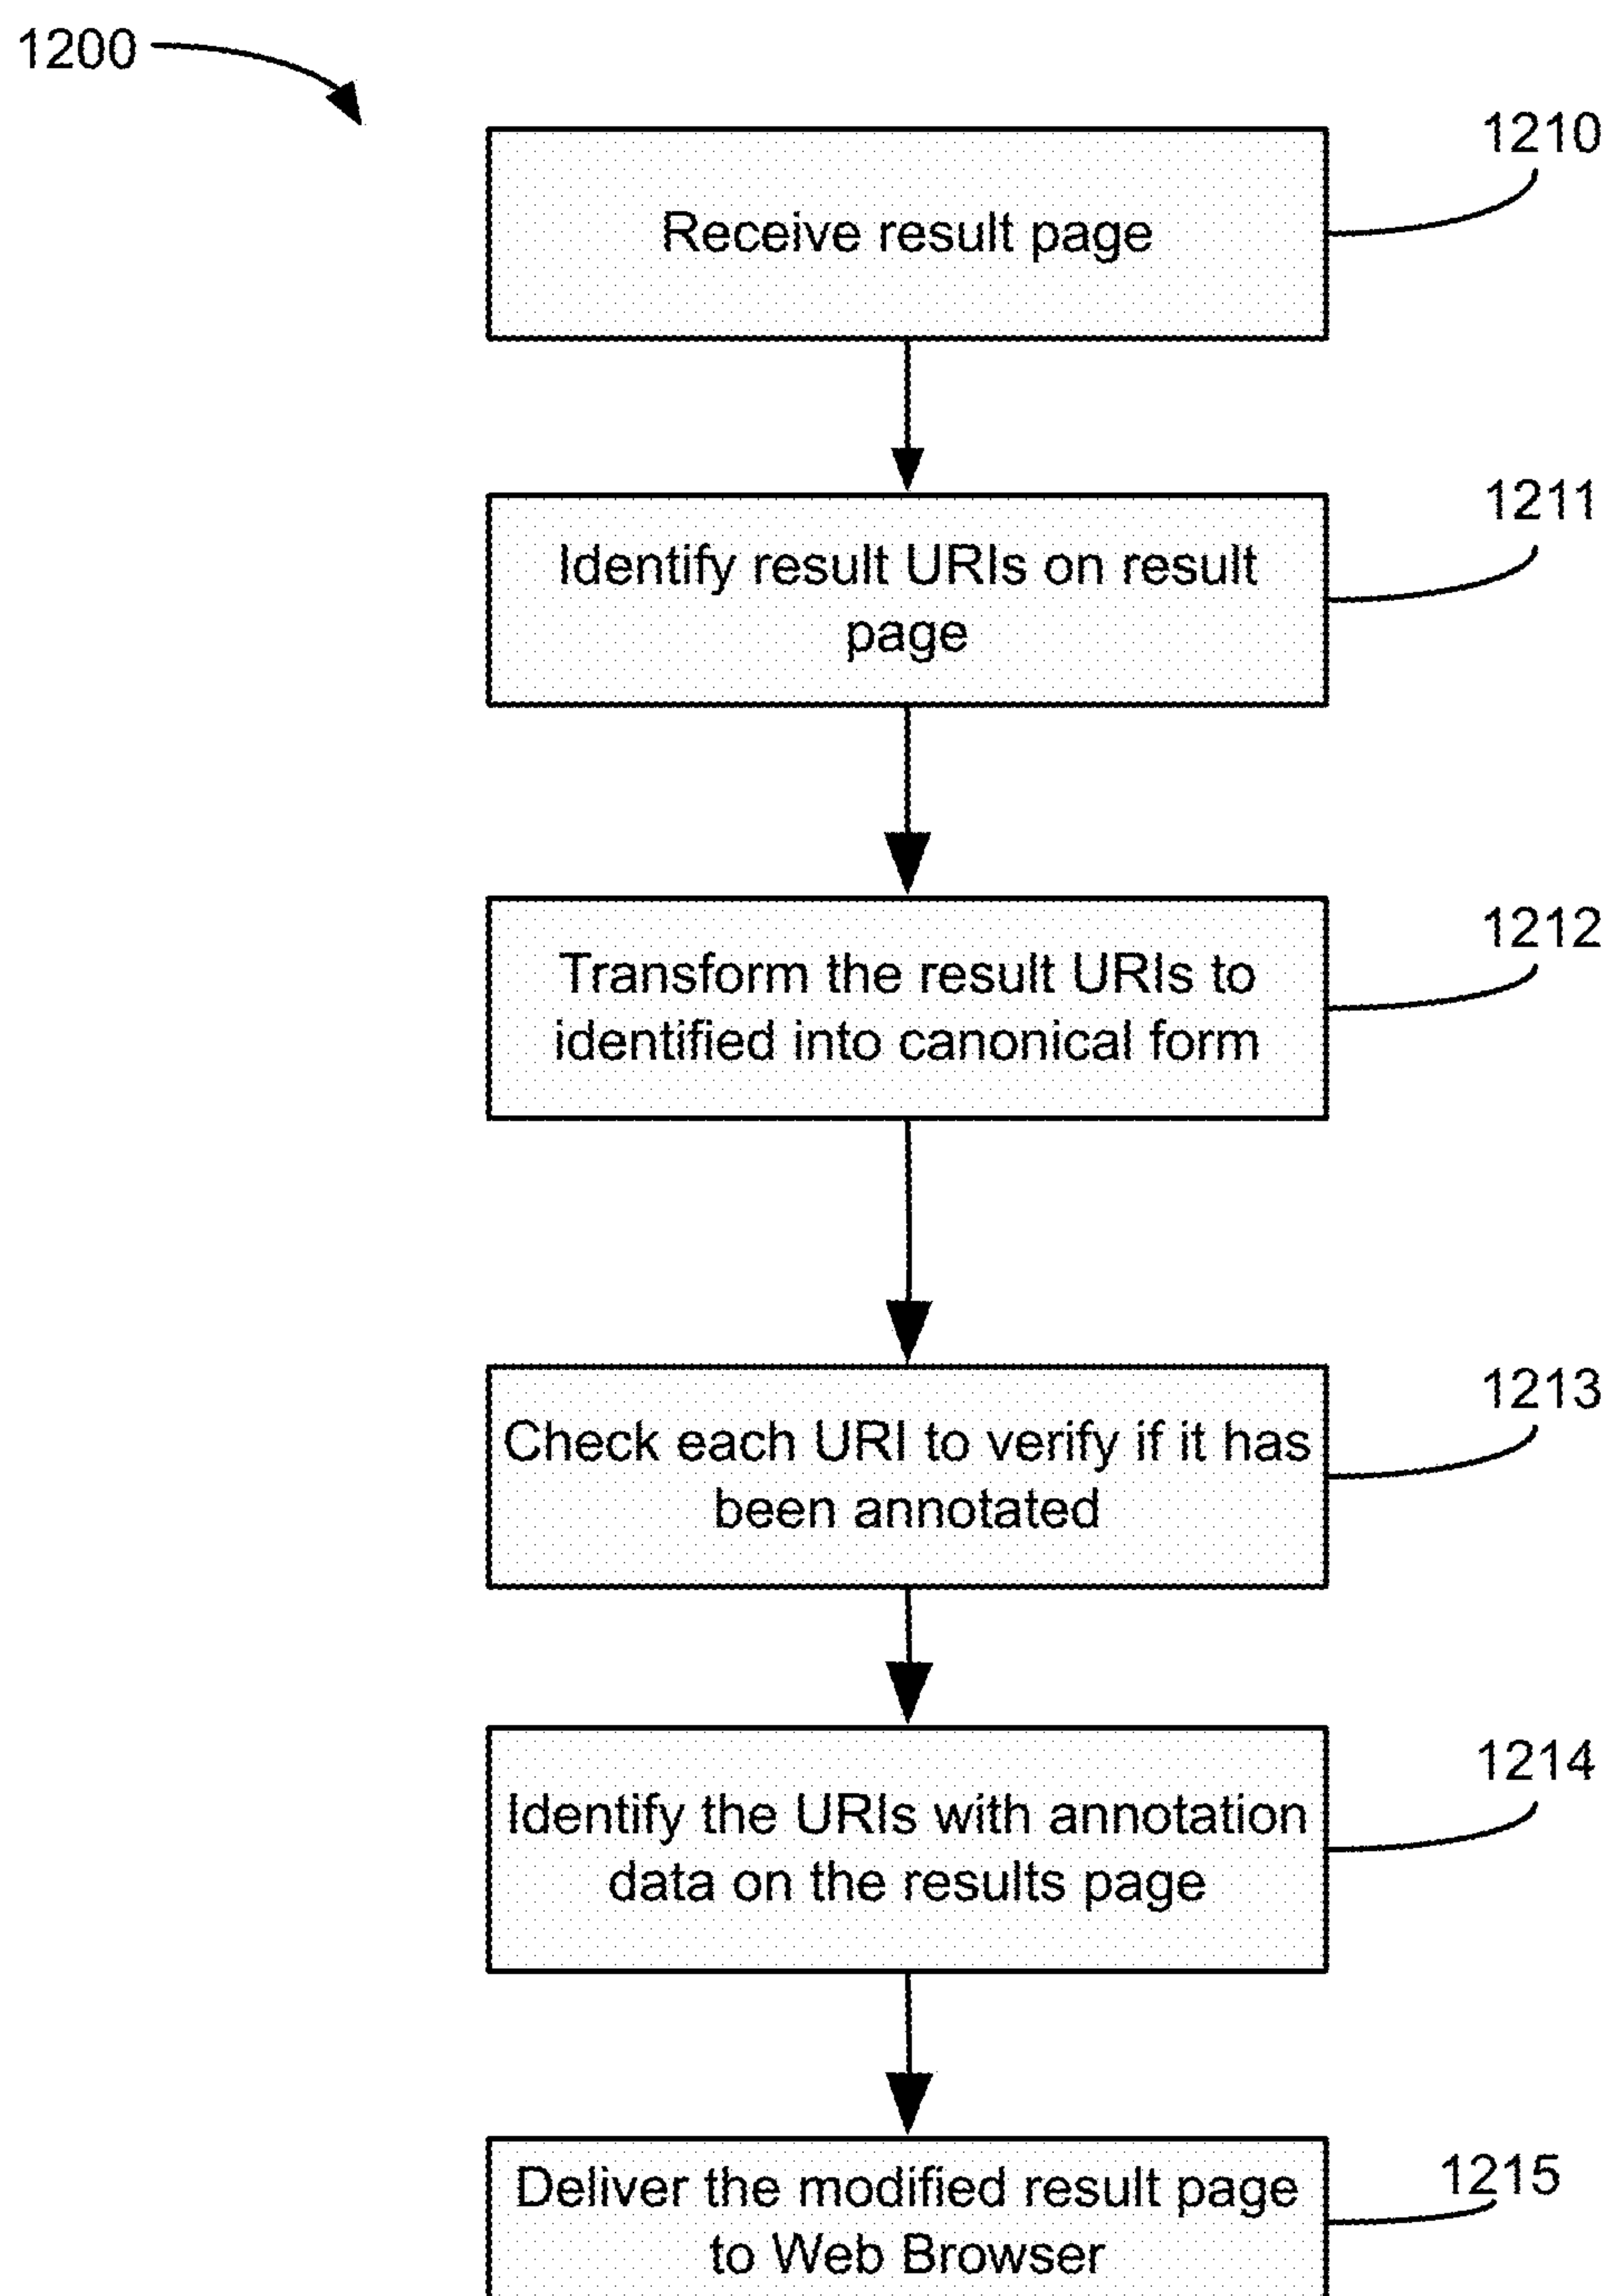 1200
1210
Receive result page
1211
Identify result URIs on result
page
1212
Transform the result URIs to
identified into canonical form
1213
Check each URI to verify if it has
been annotated
1214
Identify the URIs with annotation
data on the results page
1215
Deliver the modified result page
to Web Browser